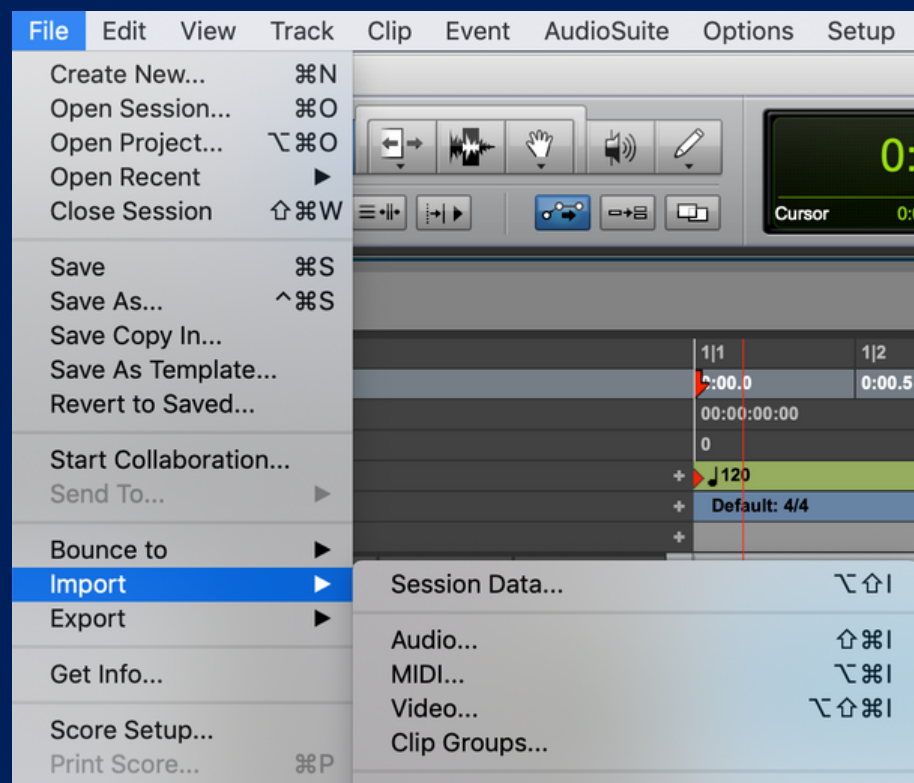 File Edit View Track Clip Event AudioSuite Options Setup
Create New... ⌘N
Open Session... ⌘O
Open Project... ⌥⌘O
Open Recent ▶
Close Session ⇧⌘W
Save ⌘S
Save As... ^⌘S
Save Copy In...
Save As Template...
Revert to Saved...
Start Collaboration...
Send To... ▶
Bounce to ▶
Import ▶
Export ▶
Get Info...
Score Setup...
Print Score... ⌘P
Session Data... ⌥⇧I
Audio... ⇧⌘I
MIDI... ⌥⌘I
Video... ⌥⇧⌘I
Clip Groups...
0:
Cursor 0:
1|1 1|2
0:00.0 0:00.5
00:00:00:00
0
120
Default: 4/4